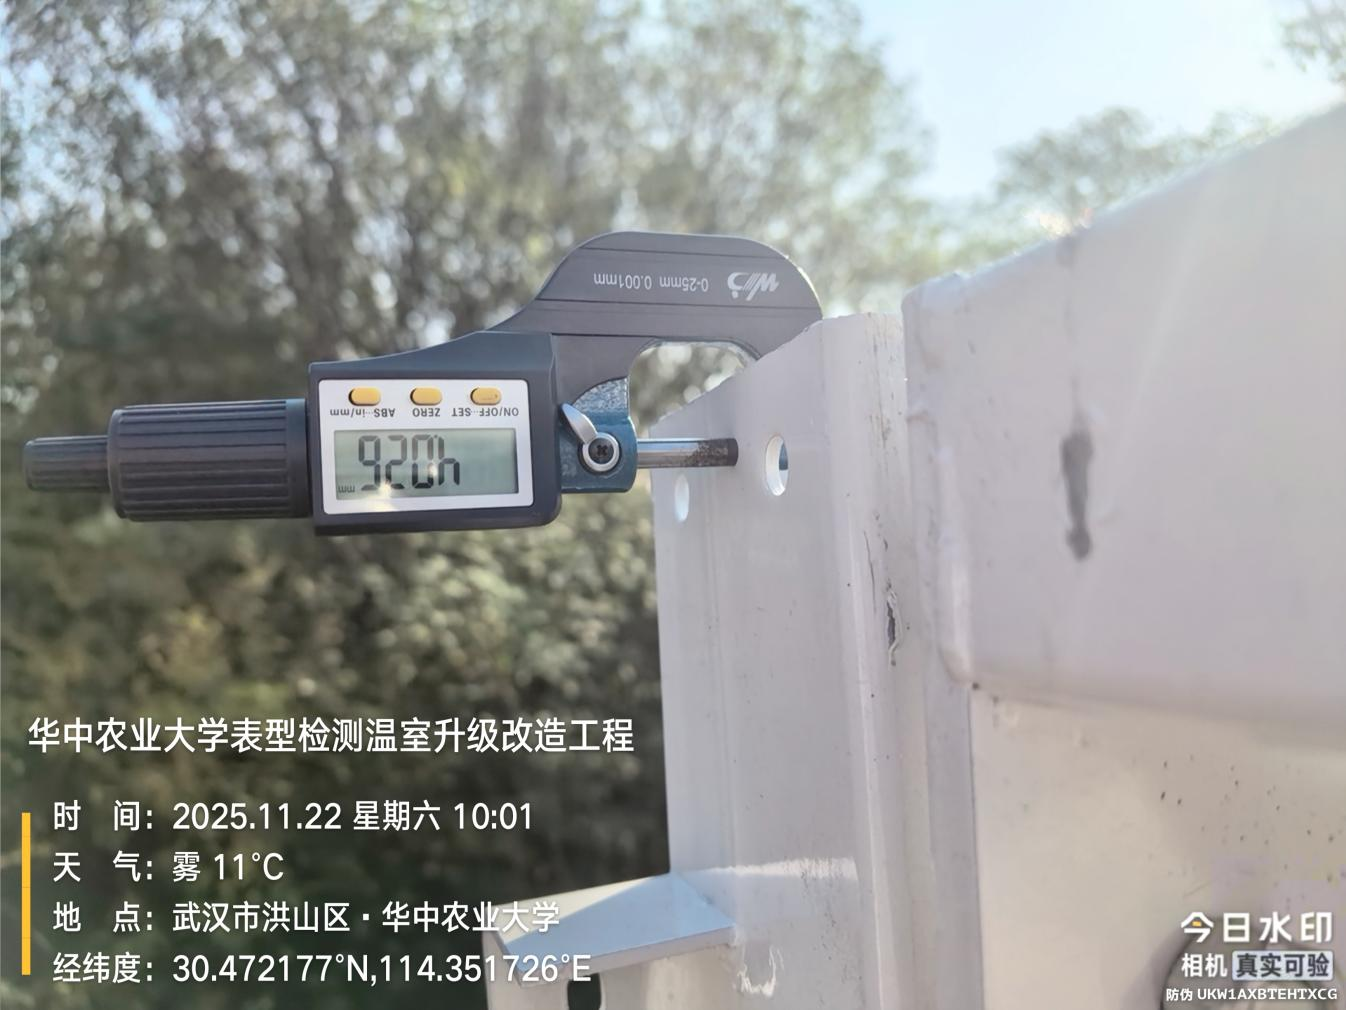 0-25mm 0.001mm
ON/OFF·SET ZERO ABS·in/mm
4.026 mm
华中农业大学表型检测温室升级改造工程
时 间：2025.11.22 星期六 10:01
天 气：雾 11°C
地 点：武汉市洪山区·华中农业大学
经纬度：30.472177°N,114.351726°E
今日水印
相机 真实可验
防伪 UKW1AXBTEHTXCG